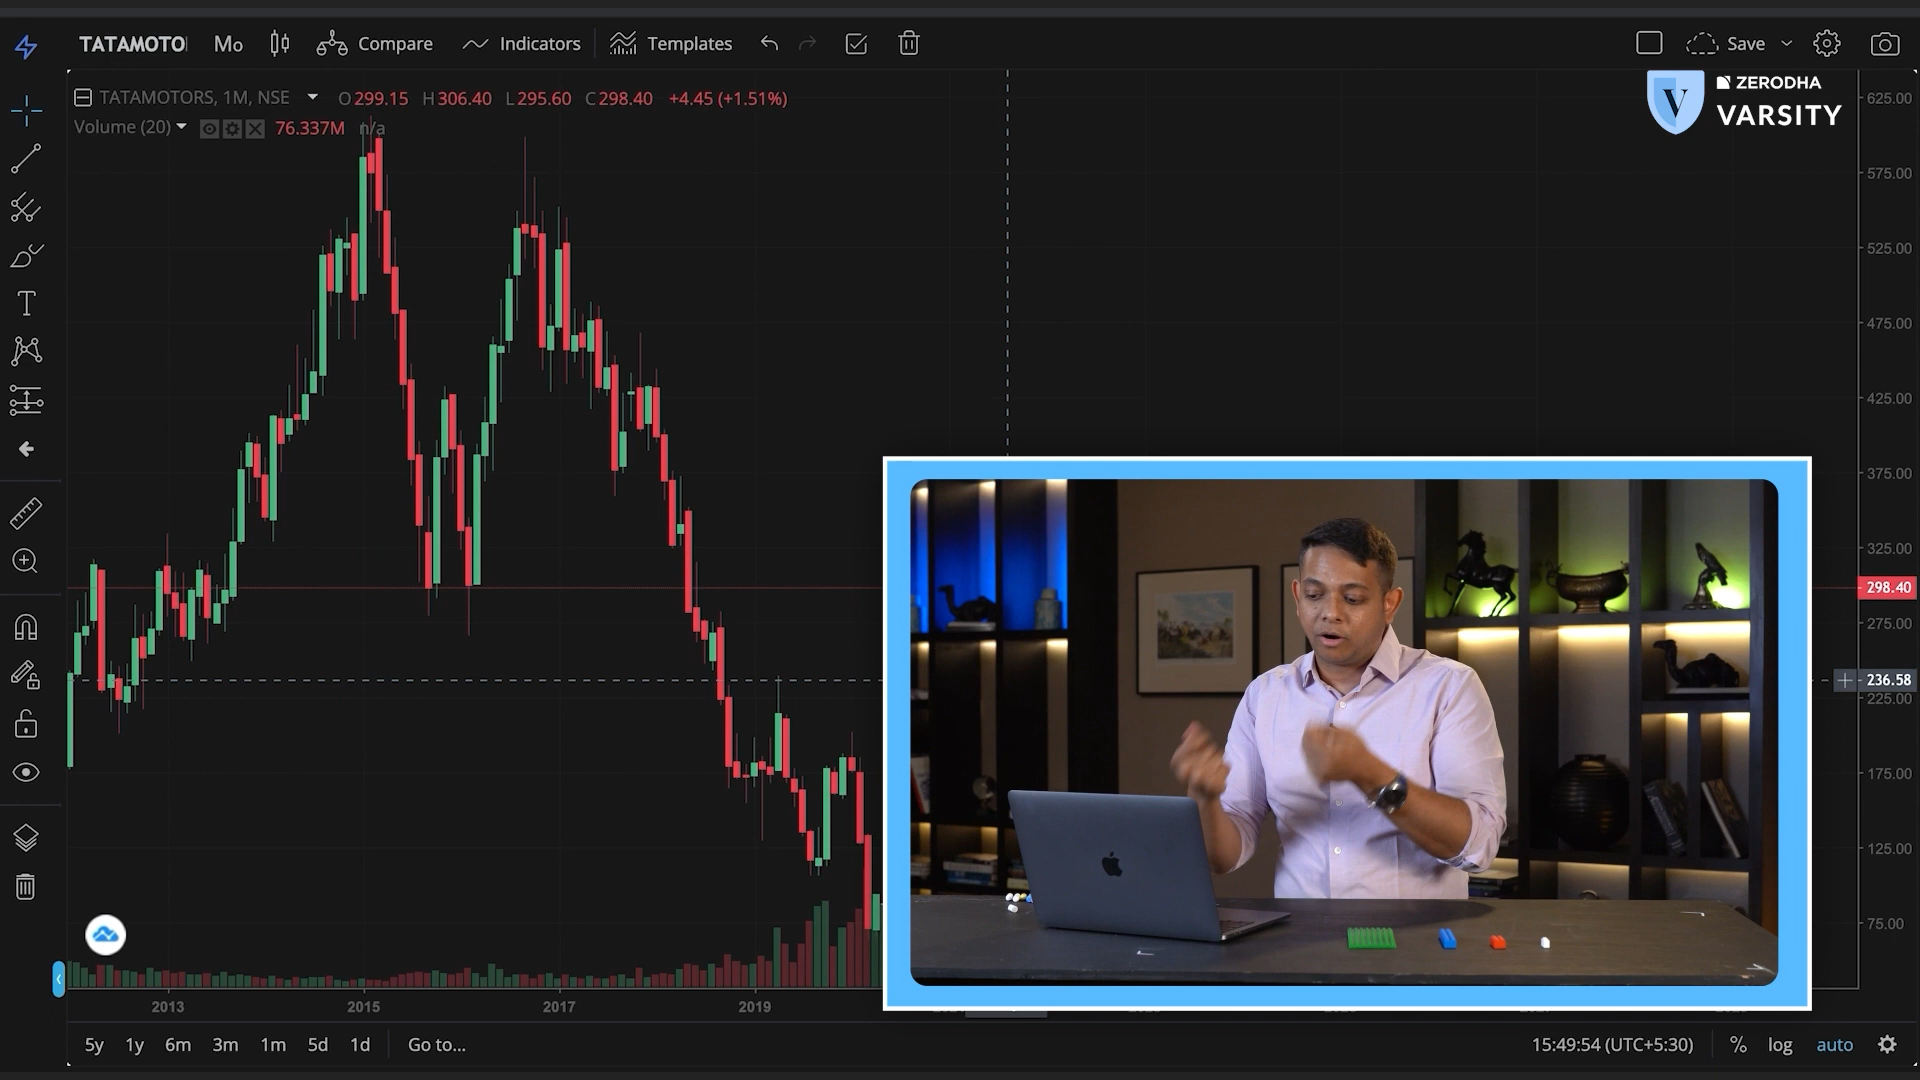 TATAMOTO
Mo
Compare
Indicators
Templates
Save
ZERODHA
VARSITY
TATAMOTORS, 1M, NSE
O299.15 H306.40 L295.60 C298.40 +4.45 (+1.51%)
Volume (20)
76.337M n/a
625.00
575.00
525.00
475.00
425.00
375.00
325.00
298.40
275.00
236.58
225.00
175.00
125.00
75.00
2013
2015
2017
2019
5y 1y 6m 3m 1m 5d 1d Go to...
15:49:54 (UTC+5:30) % log auto